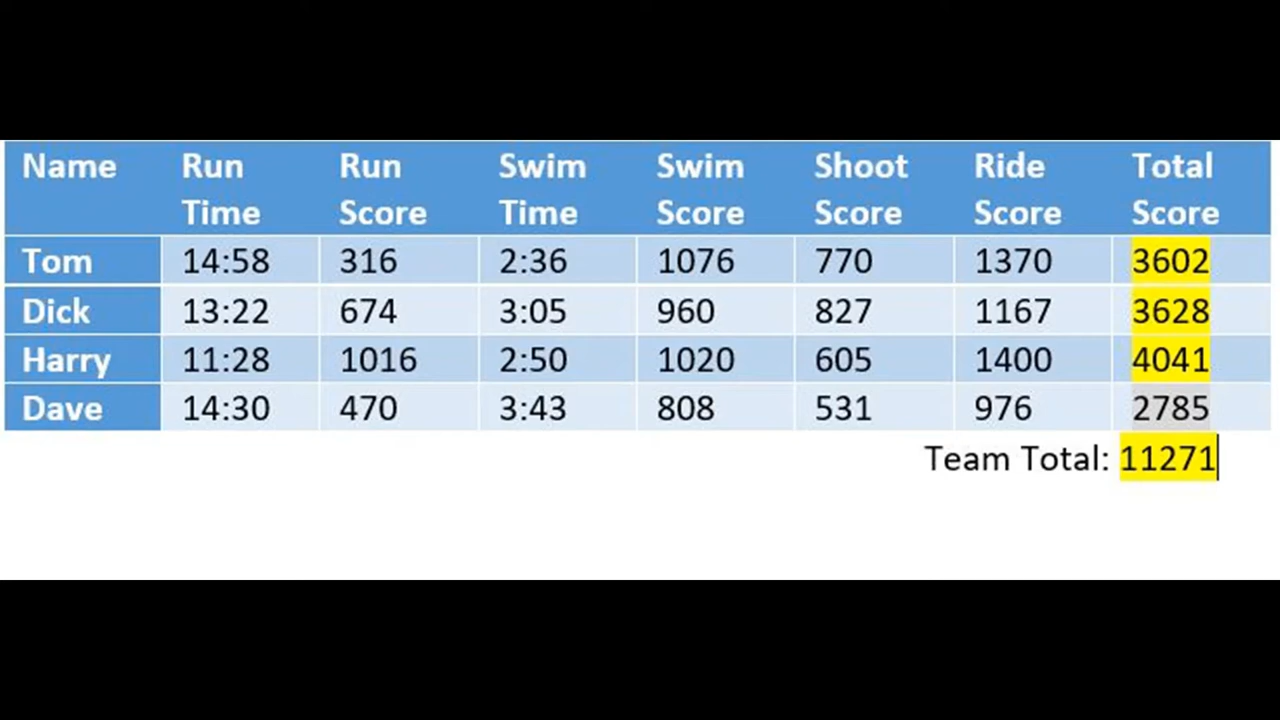 Name Run Time Run Score Swim Time Swim Score Shoot Score Ride Score Total Score
Tom 14:58 316 2:36 1076 770 1370 3602
Dick 13:22 674 3:05 960 827 1167 3628
Harry 11:28 1016 2:50 1020 605 1400 4041
Dave 14:30 470 3:43 808 531 976 2785
Team Total: 11271